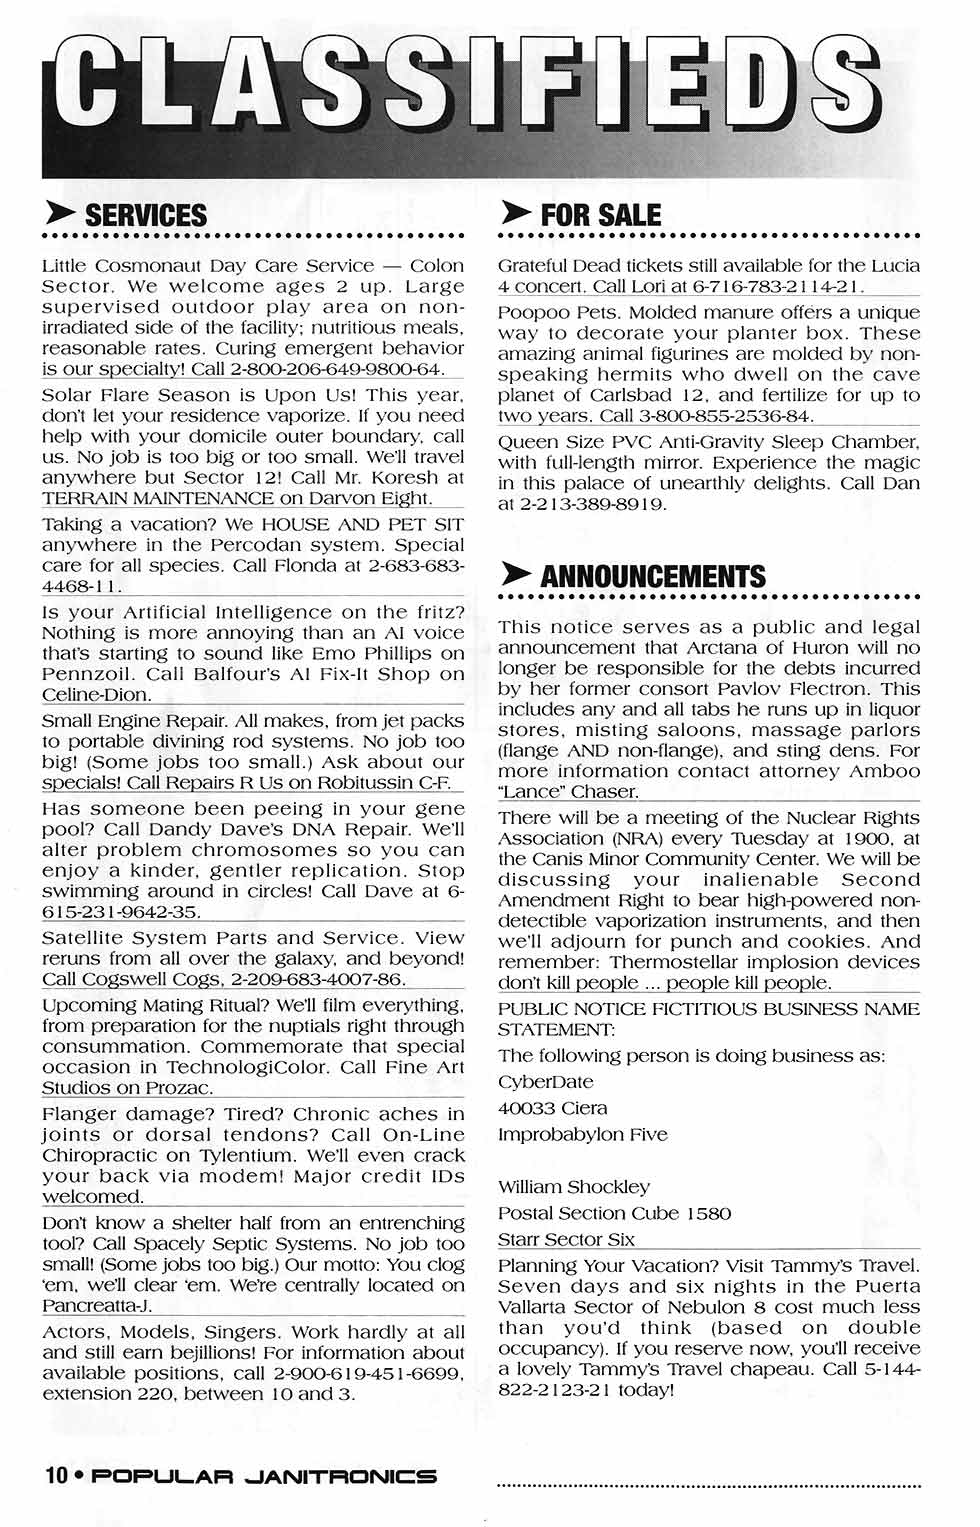 CLASSIFIEDS
➤ SERVICES
Little Cosmonaut Day Care Service — Colon
Sector. We welcome ages 2 up. Large
supervised outdoor play area on non-
irradiated side of the facility; nutritious meals,
reasonable rates. Curing emergent behavior
is our specialty! Call 2-800-206-649-9800-64.
Solar Flare Season is Upon Us! This year,
don't let your residence vaporize. If you need
help with your domicile outer boundary, call
us. No job is too big or too small. We'll travel
anywhere but Sector 12! Call Mr. Koresh at
TERRAIN MAINTENANCE on Darvon Eight.
Taking a vacation? We HOUSE AND PET SIT
anywhere in the Percodan system. Special
care for all species. Call Flonda at 2-683-683-
4468-11.
Is your Artificial Intelligence on the fritz?
Nothing is more annoying than an AI voice
that's starting to sound like Emo Phillips on
Pennzoil. Call Balfour's AI Fix-It Shop on
Celine-Dion.
Small Engine Repair. All makes, from jet packs
to portable divining rod systems. No job too
big! (Some jobs too small.) Ask about our
specials! Call Repairs R Us on Robitussin C-F.
Has someone been peeing in your gene
pool? Call Dandy Dave's DNA Repair. We'll
alter problem chromosomes so you can
enjoy a kinder, gentler replication. Stop
swimming around in circles! Call Dave at 6-
615-231-9642-35.
Satellite System Parts and Service. View
reruns from all over the galaxy, and beyond!
Call Cogswell Cogs, 2-209-683-4007-86.
Upcoming Mating Ritual? We'll film everything,
from preparation for the nuptials right through
consummation. Commemorate that special
occasion in TechnologiColor. Call Fine Art
Studios on Prozac.
Flanger damage? Tired? Chronic aches in
joints or dorsal tendons? Call On-Line
Chiropractic on Tylentium. We'll even crack
your back via modem! Major credit IDs
welcomed.
Don't know a shelter half from an entrenching
tool? Call Spacely Septic Systems. No job too
small! (Some jobs too big.) Our motto: You clog
'em, we'll clear 'em. We're centrally located on
Pancreatta-J.
Actors, Models, Singers. Work hardly at all
and still earn bejillions! For information about
available positions, call 2-900-619-451-6699,
extension 220, between 10 and 3.
➤ FOR SALE
Grateful Dead tickets still available for the Lucia
4 concert. Call Lori at 6-716-783-2114-21.
Poopoo Pets. Molded manure offers a unique
way to decorate your planter box. These
amazing animal figurines are molded by non-
speaking hermits who dwell on the cave
planet of Carlsbad 12, and fertilize for up to
two years. Call 3-800-855-2536-84.
Queen Size PVC Anti-Gravity Sleep Chamber,
with full-length mirror. Experience the magic
in this palace of unearthly delights. Call Dan
at 2-213-389-8919.
➤ ANNOUNCEMENTS
This notice serves as a public and legal
announcement that Arctana of Huron will no
longer be responsible for the debts incurred
by her former consort Pavlov Flectron. This
includes any and all tabs he runs up in liquor
stores, misting saloons, massage parlors
(flange AND non-flange), and sting dens. For
more information contact attorney Amboo
"Lance" Chaser.
There will be a meeting of the Nuclear Rights
Association (NRA) every Tuesday at 1900, at
the Canis Minor Community Center. We will be
discussing your inalienable Second
Amendment Right to bear high-powered non-
detectible vaporization instruments, and then
we'll adjourn for punch and cookies. And
remember: Thermostellar implosion devices
don't kill people ... people kill people.
PUBLIC NOTICE FICTITIOUS BUSINESS NAME
STATEMENT:
The following person is doing business as:
CyberDate
40033 Ciera
Improbabylon Five
William Shockley
Postal Section Cube 1580
Starr Sector Six
Planning Your Vacation? Visit Tammy's Travel.
Seven days and six nights in the Puerta
Vallarta Sector of Nebulon 8 cost much less
than you'd think (based on double
occupancy). If you reserve now, you'll receive
a lovely Tammy's Travel chapeau. Call 5-144-
822-2123-21 today!
10 • POPULAR JANITRONICS